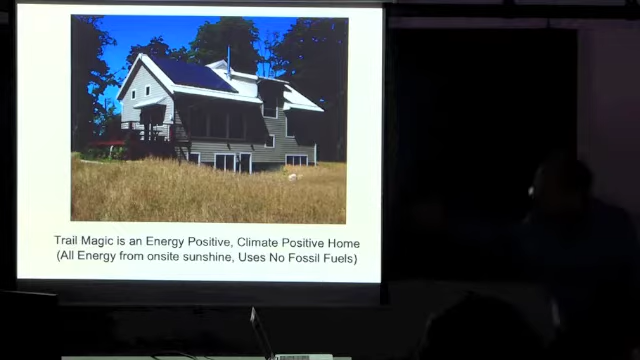 Trail Magic is an Energy Positive, Climate Positive Home
(All Energy from onsite sunshine, Uses No Fossil Fuels)